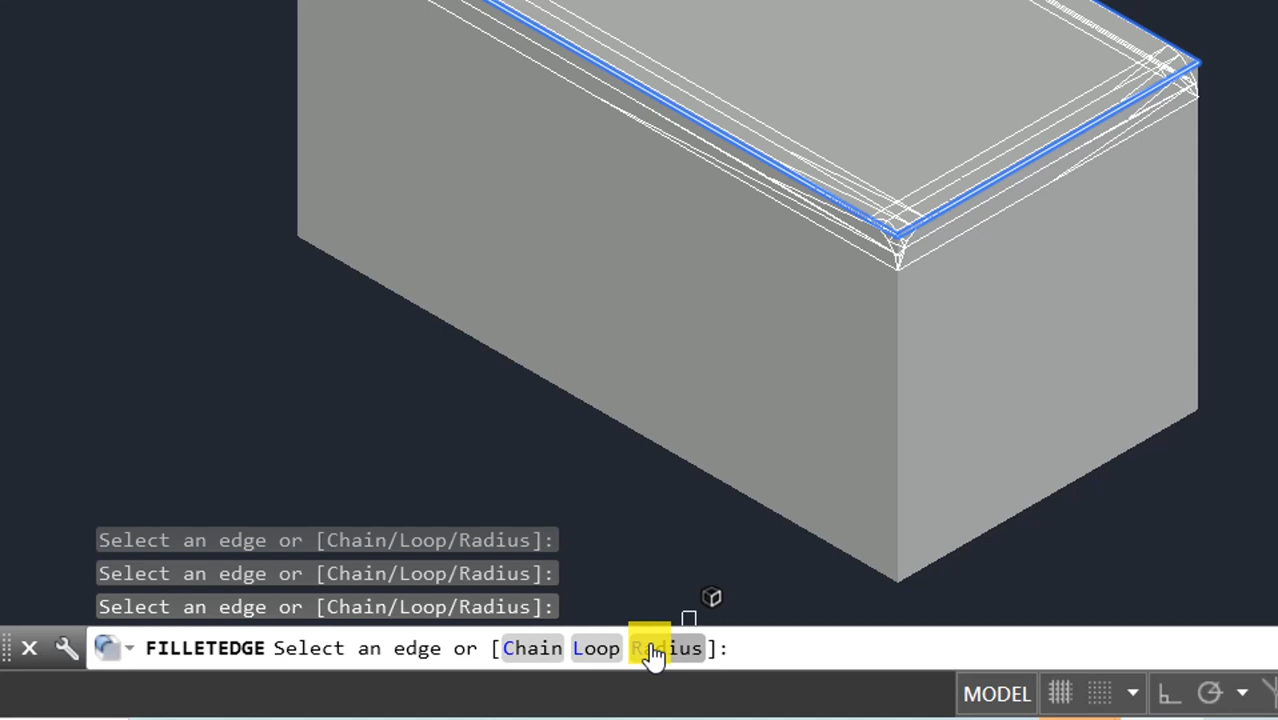 Select an edge or [Chain/Loop/Radius]:
Select an edge or [Chain/Loop/Radius]:
Select an edge or [Chain/Loop/Radius]:
FILLETEDGE Select an edge or [Chain Loop Radius]:
MODEL